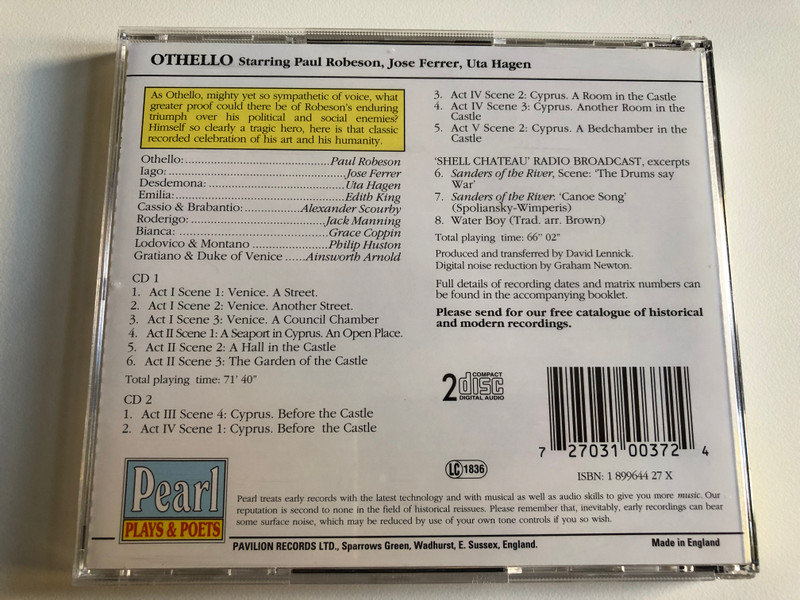 OTHELLO Starring Paul Robeson, Jose Ferrer, Uta Hagen
As Othello, mighty yet so sympathetic of voice, what
greater proof could there be of Robeson's enduring
triumph over his political and social enemies?
Himself so clearly a tragic hero, here is that classic
recorded celebration of his art and his humanity.
Othello:....................................Paul Robeson
Iago:............................................Jose Ferrer
Desdemona: ..................................Uta Hagen
Emilia:..........................................Edith King
Cassio & Brabantio:..............Alexander Scourby
Roderigo:..................................Jack Manning
Bianca: .....................................Grace Coppin
Lodovico & Montano ...................Philip Huston
Gratiano & Duke of Venice ......Ainsworth Arnold
CD 1
1. Act I Scene 1: Venice. A Street.
2. Act I Scene 2: Venice. Another Street.
3. Act I Scene 3: Venice. A Council Chamber
4. Act II Scene 1: A Seaport in Cyprus. An Open Place.
5. Act II Scene 2: A Hall in the Castle
6. Act II Scene 3: The Garden of the Castle
Total playing time: 71' 40"
CD 2
1. Act III Scene 4: Cyprus. Before the Castle
2. Act IV Scene 1: Cyprus. Before the Castle
3. Act IV Scene 2: Cyprus. A Room in the Castle
4. Act IV Scene 3: Cyprus. Another Room in the
Castle
5. Act V Scene 2: Cyprus. A Bedchamber in the
Castle
'SHELL CHATEAU' RADIO BROADCAST, excerpts
6. Sanders of the River, Scene: 'The Drums say
War'
7. Sanders of the River: 'Canoe Song'
(Spoliansky-Wimperis)
8. Water Boy (Trad. arr. Brown)
Total playing time: 66" 02"
Produced and transferred by David Lennick.
Digital noise reduction by Graham Newton.
Full details of recording dates and matrix numbers can
be found in the accompanying booklet.
Please send for our free catalogue of historical
and modern recordings.
2 COMPACT
disc
DIGITAL AUDIO
7 27031 00372 4
LC 1836
ISBN: 1 899644 27 X
Pearl
PLAYS & POETS
Pearl treats early records with the latest technology and with musical as well as audio skills to give you more music. Our
reputation is second to none in the field of historical reissues. Please remember that, inevitably, early recordings can bear
some surface noise, which may be reduced by use of your own tone controls if you so wish.
PAVILION RECORDS LTD., Sparrows Green, Wadhurst, E. Sussex, England.
Made in England